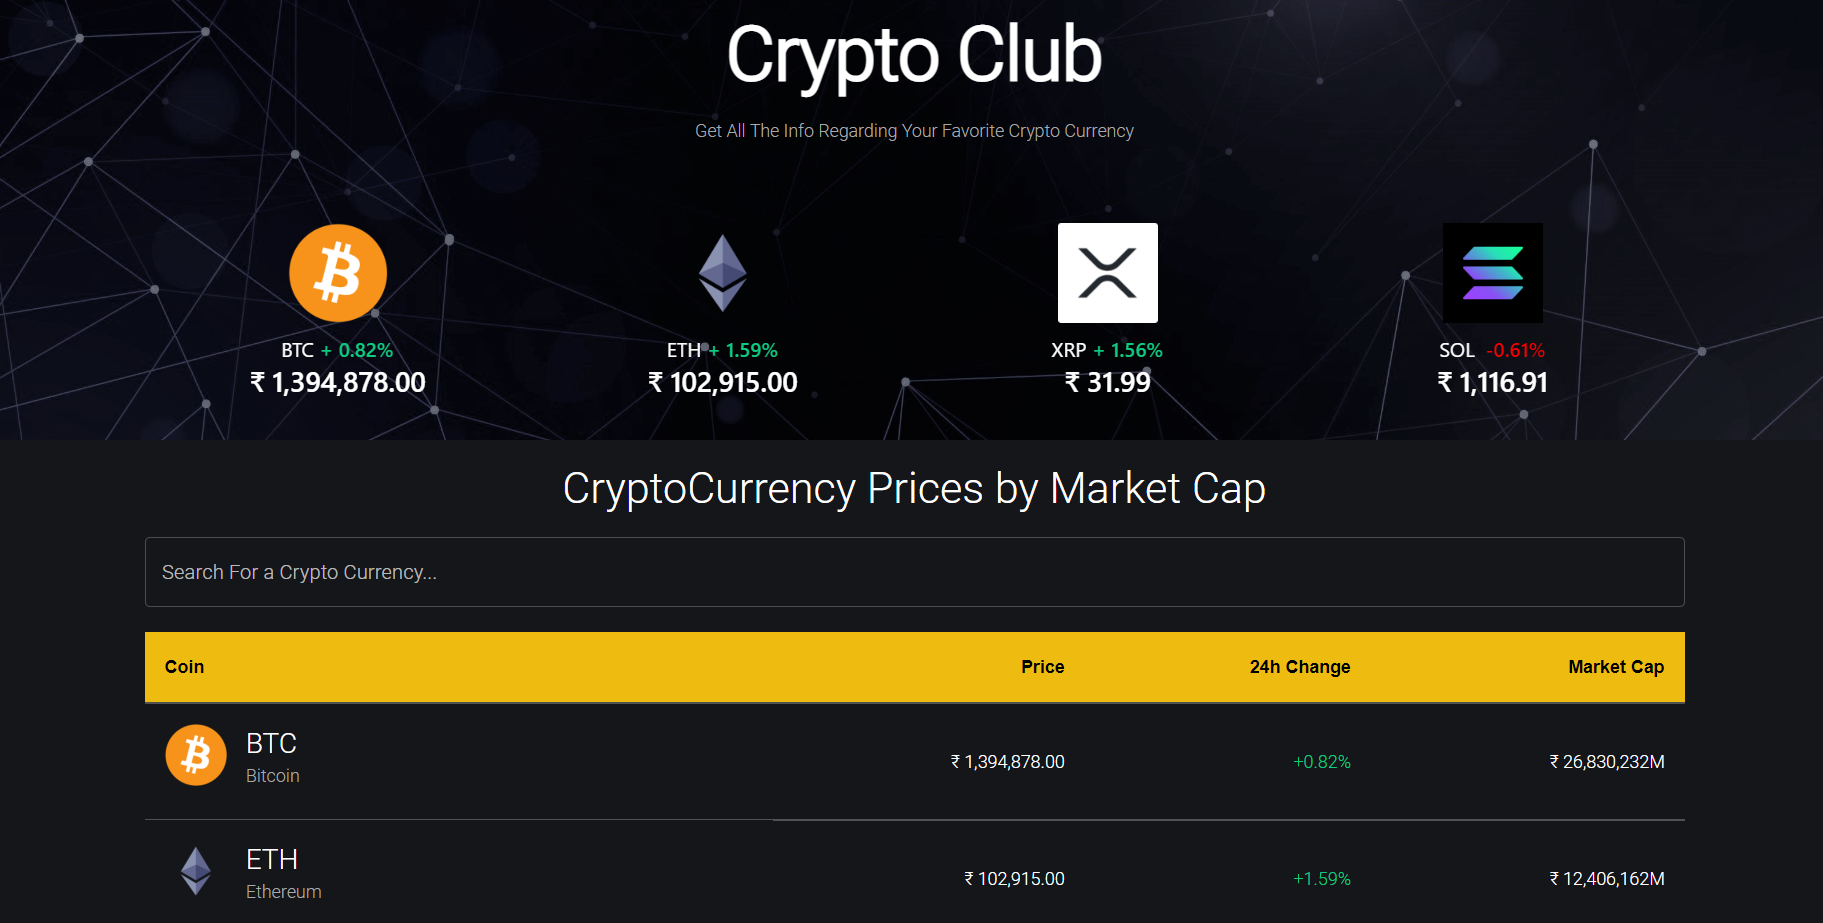 Crypto Club
Get All The Info Regarding Your Favorite Crypto Currency
BTC + 0.82%
₹ 1,394,878.00
ETH + 1.59%
₹ 102,915.00
XRP + 1.56%
₹ 31.99
SOL -0.61%
₹ 1,116.91
CryptoCurrency Prices by Market Cap
Search For a Crypto Currency...
Coin Price 24h Change Market Cap
BTC
Bitcoin
₹ 1,394,878.00 +0.82% ₹ 26,830,232M
ETH
Ethereum
₹ 102,915.00 +1.59% ₹ 12,406,162M